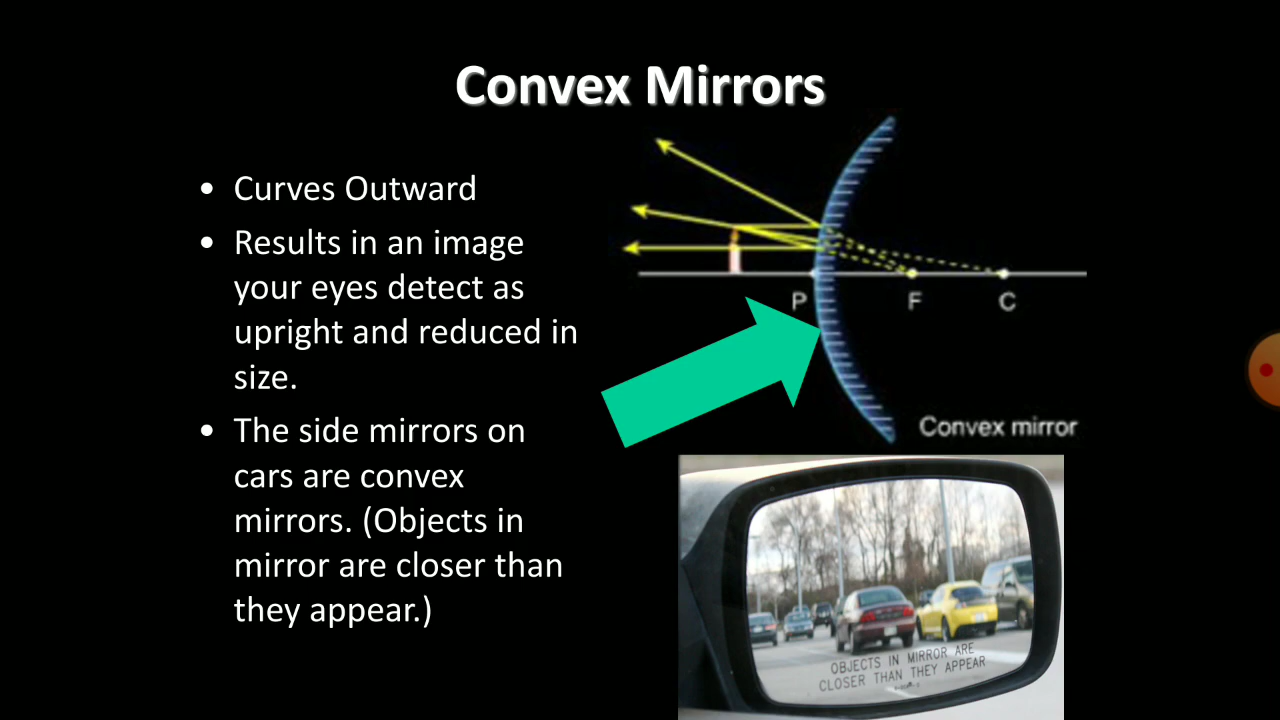 Convex Mirrors
• Curves Outward
• Results in an image
your eyes detect as
upright and reduced in
size.
• The side mirrors on
cars are convex
mirrors. (Objects in
mirror are closer than
they appear.)
P F C
Convex mirror
OBJECTS IN MIRROR ARE
CLOSER THAN THEY APPEAR